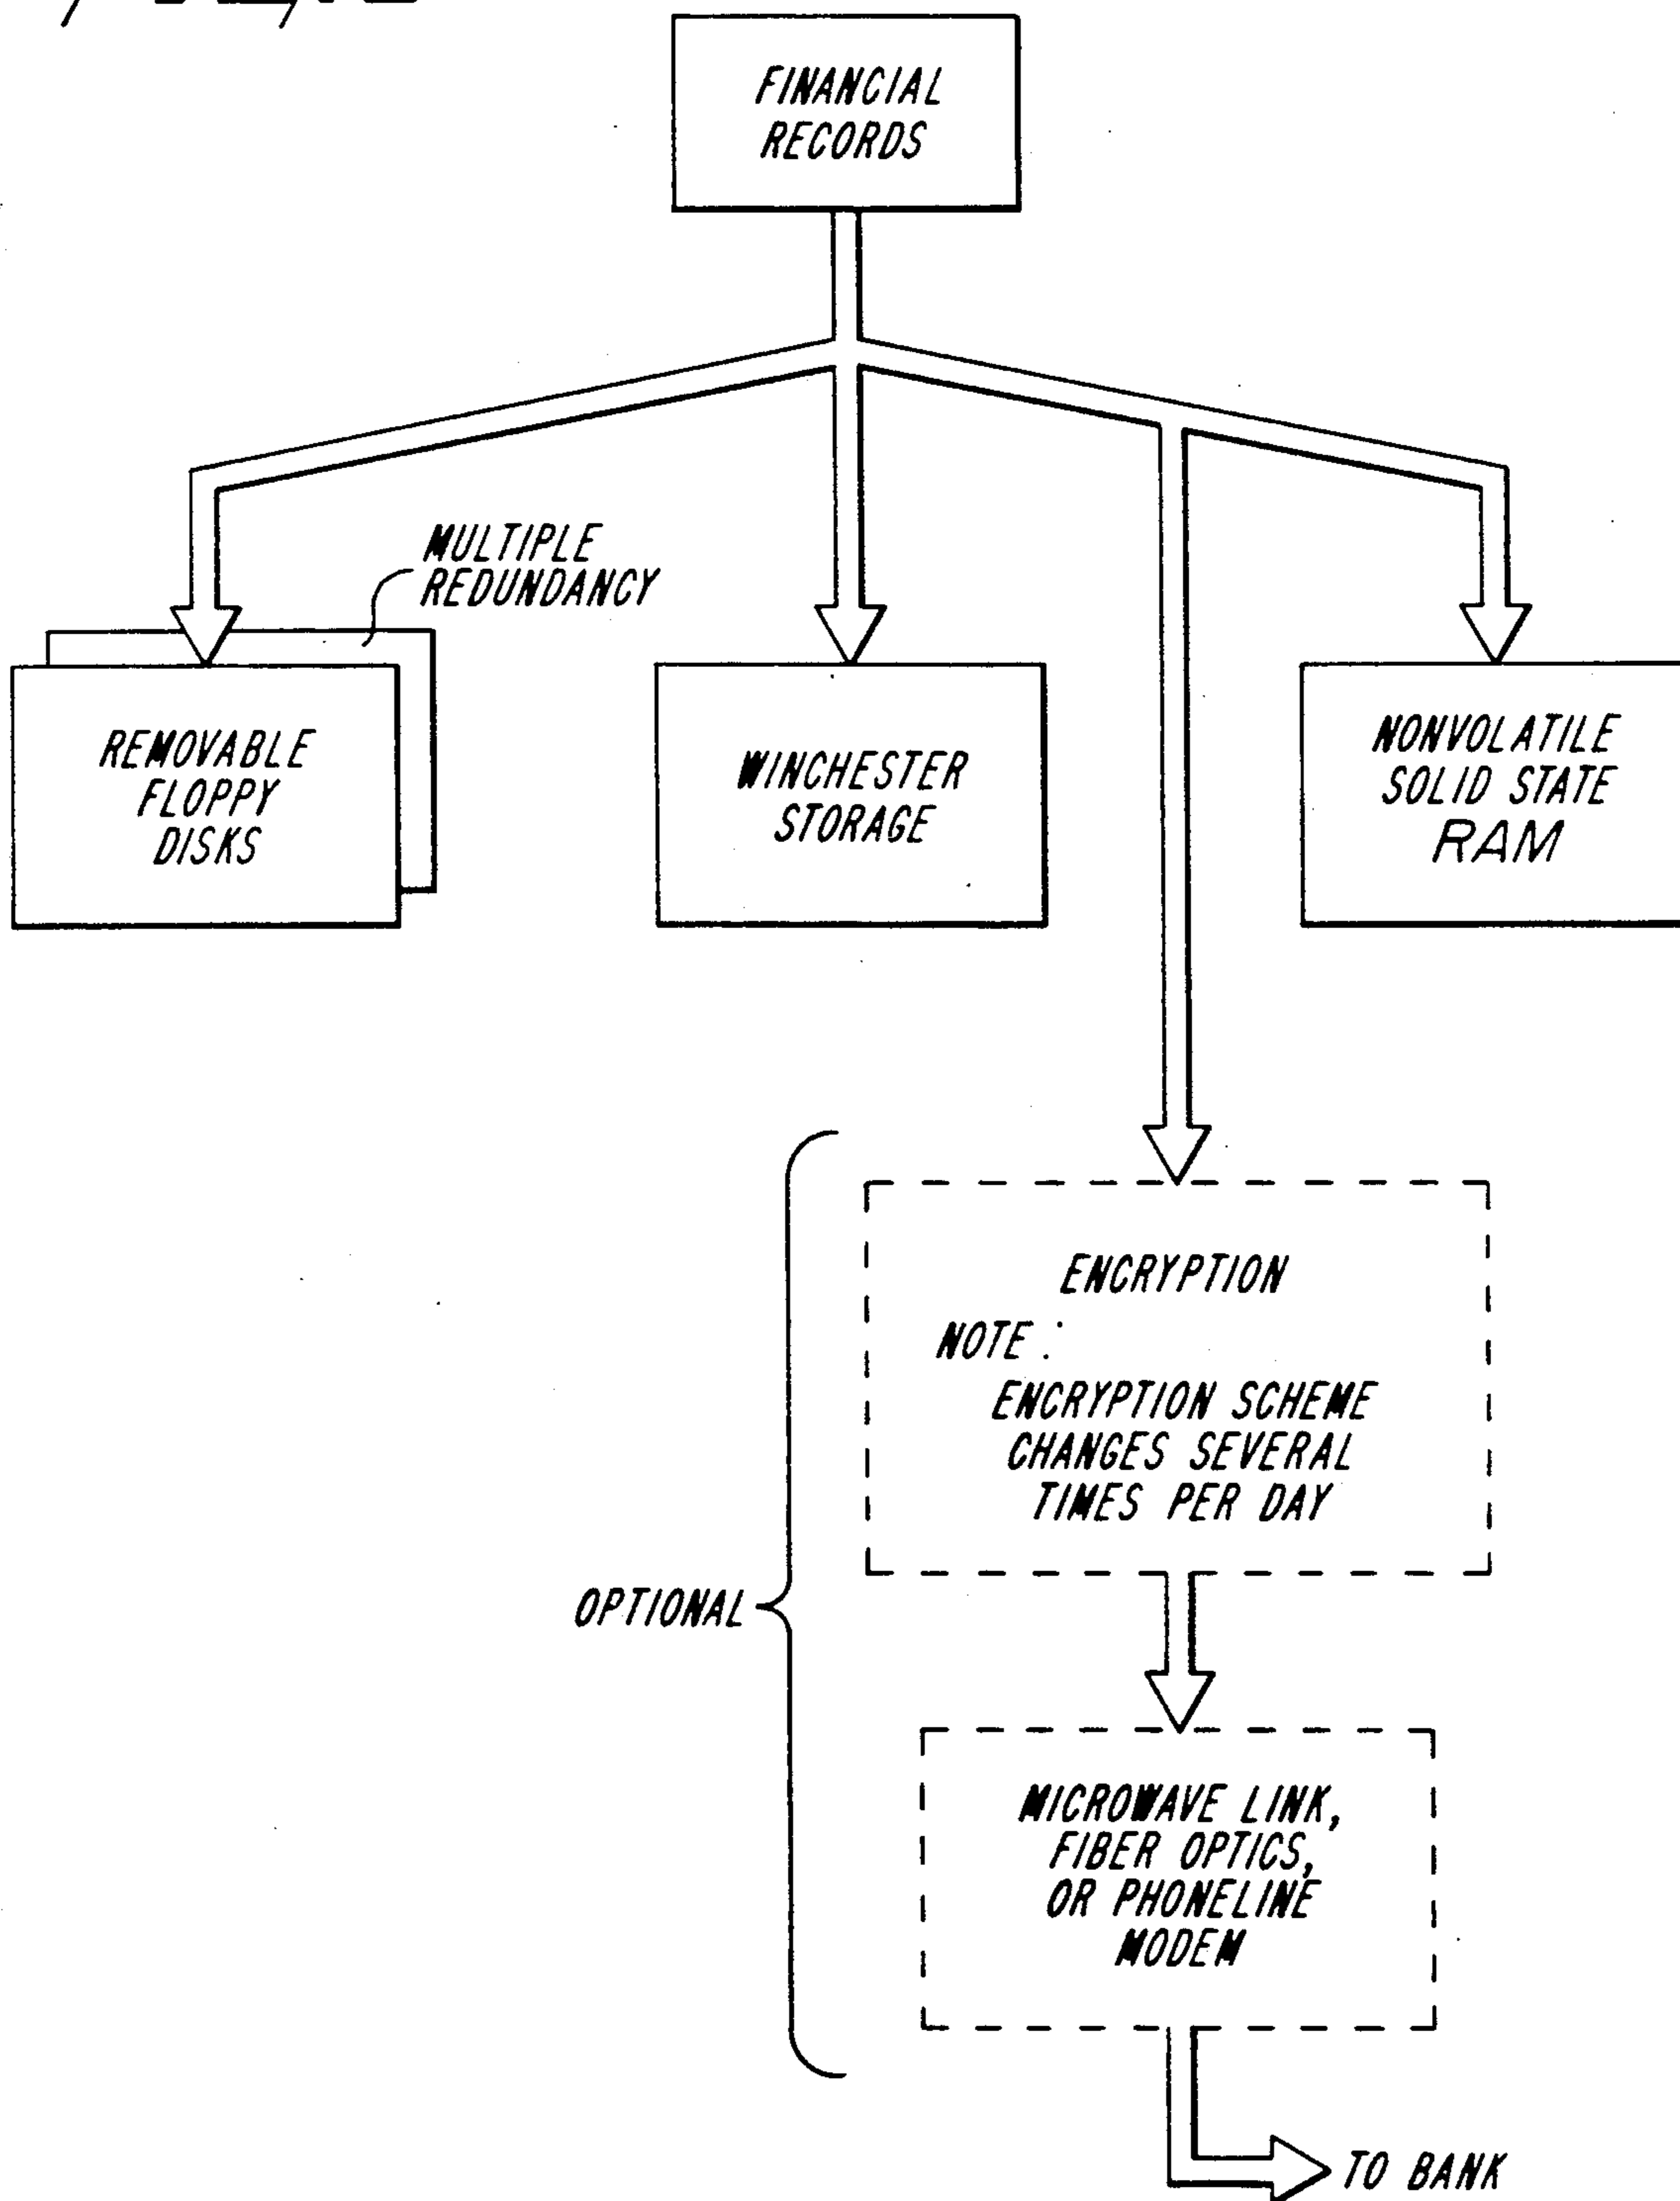 FINANCIAL
RECORDS
MULTIPLE
REDUNDANCY
REMOVABLE
FLOPPY
DISKS
WINCHESTER
STORAGE
NONVOLATILE
SOLID STATE
RAM
ENCRYPTION
NOTE :
ENCRYPTION SCHEME
CHANGES SEVERAL
TIMES PER DAY
OPTIONAL
MICROWAVE LINK,
FIBER OPTICS,
OR PHONELINE
MODEM
TO BANK